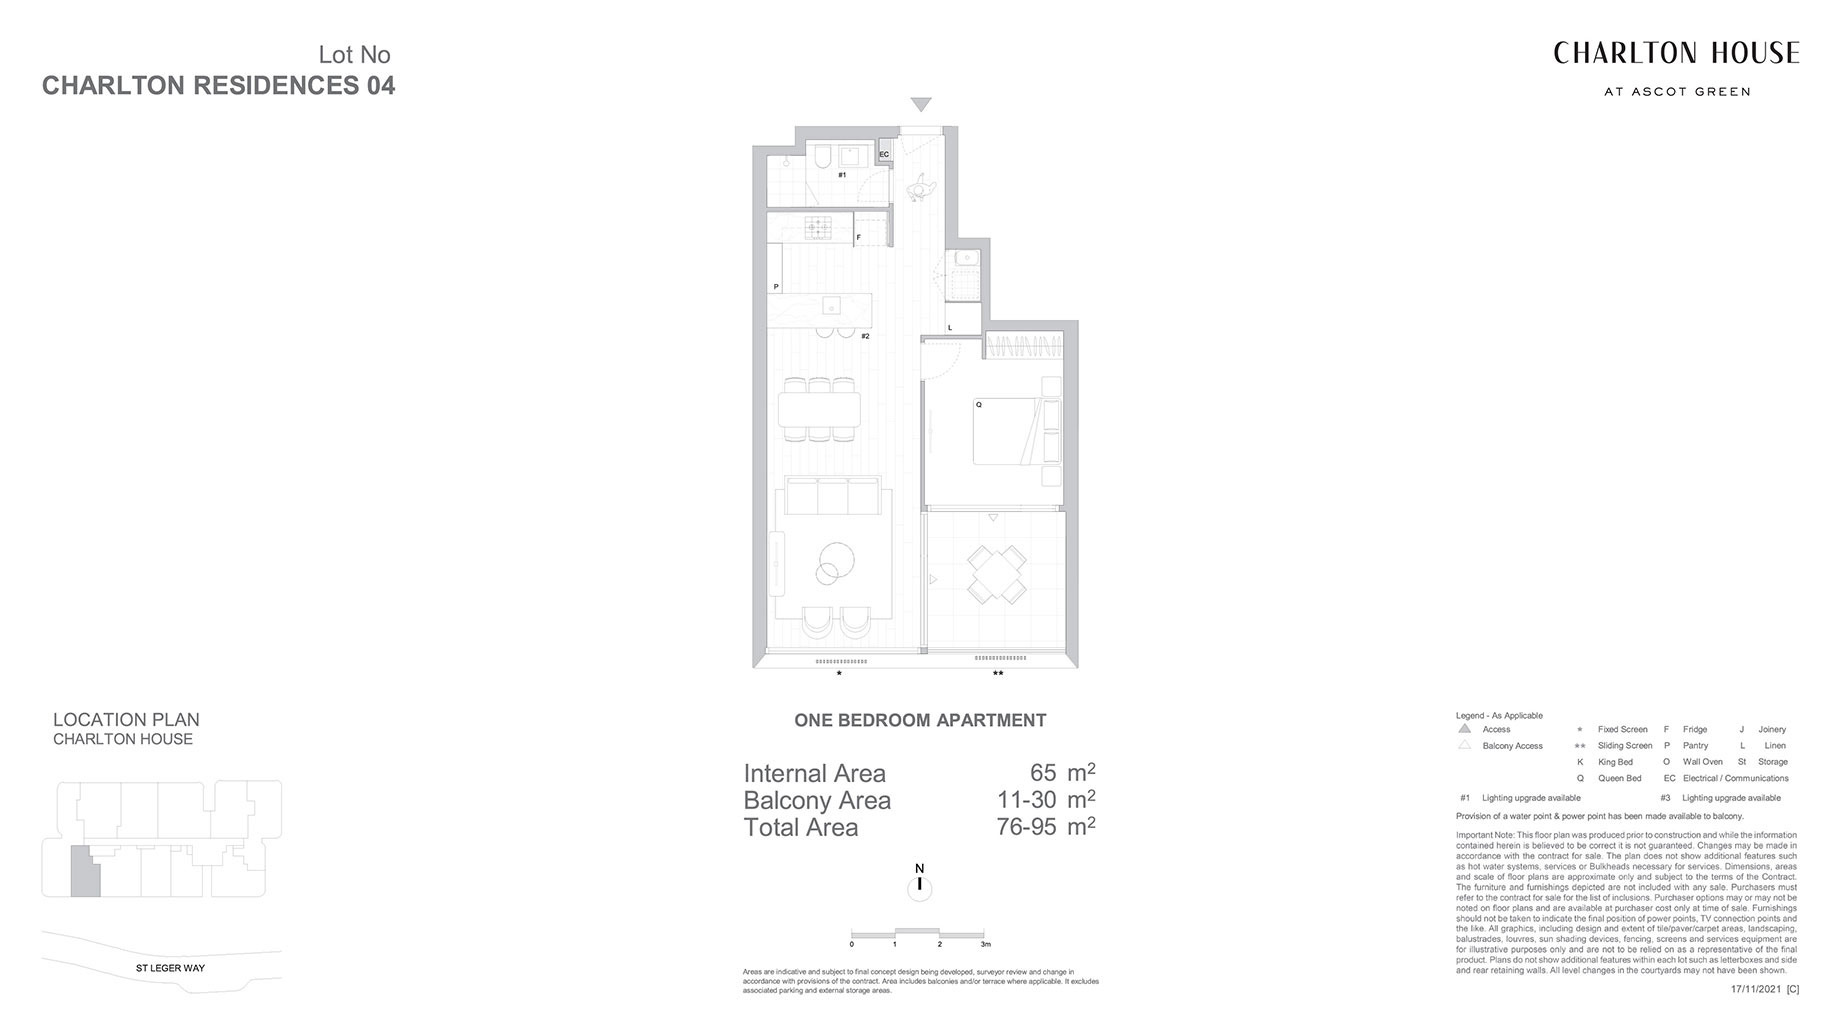 Lot No
CHARLTON RESIDENCES 04
CHARLTON HOUSE
AT ASCOT GREEN
EC
#1
F
P
#2
L
Q
*
**
ONE BEDROOM APARTMENT
Internal Area 65 m²
Balcony Area 11-30 m²
Total Area 76-95 m²
N
0 1 2 3m
Areas are indicative and subject to final concept design being developed, surveyor review and change in
accordance with provisions of the contract. Area includes balconies and/or terrace where applicable. It excludes
associated parking and external storage areas.
LOCATION PLAN
CHARLTON HOUSE
ST LEGER WAY
Legend - As Applicable
Access * Fixed Screen F Fridge J Joinery
Balcony Access ** Sliding Screen P Pantry L Linen
K King Bed O Wall Oven St Storage
Q Queen Bed EC Electrical / Communications
#1 Lighting upgrade available #3 Lighting upgrade available
Provision of a water point & power point has been made available to balcony.
Important Note: This floor plan was produced prior to construction and while the information
contained herein is believed to be correct it is not guaranteed. Changes may be made in
accordance with the contract for sale. The plan does not show additional features such
as hot water systems, services or Bulkheads necessary for services. Dimensions, areas
and scale of floor plans are approximate only and subject to the terms of the Contract.
The furniture and furnishings depicted are not included with any sale. Purchasers must
refer to the contract for sale for the list of inclusions. Purchaser options may or may not be
noted on floor plans and are available at purchaser cost only at time of sale. Furnishings
should not be taken to indicate the final position of power points, TV connection points and
the like. All graphics, including design and extent of tile/paver/carpet areas, landscaping,
balustrades, louvres, sun shading devices, fencing, screens and services equipment are
for illustrative purposes only and are not to be relied on as a representative of the final
product. Plans do not show additional features within each lot such as letterboxes and side
and rear retaining walls. All level changes in the courtyards may not have been shown.
17/11/2021 [C]